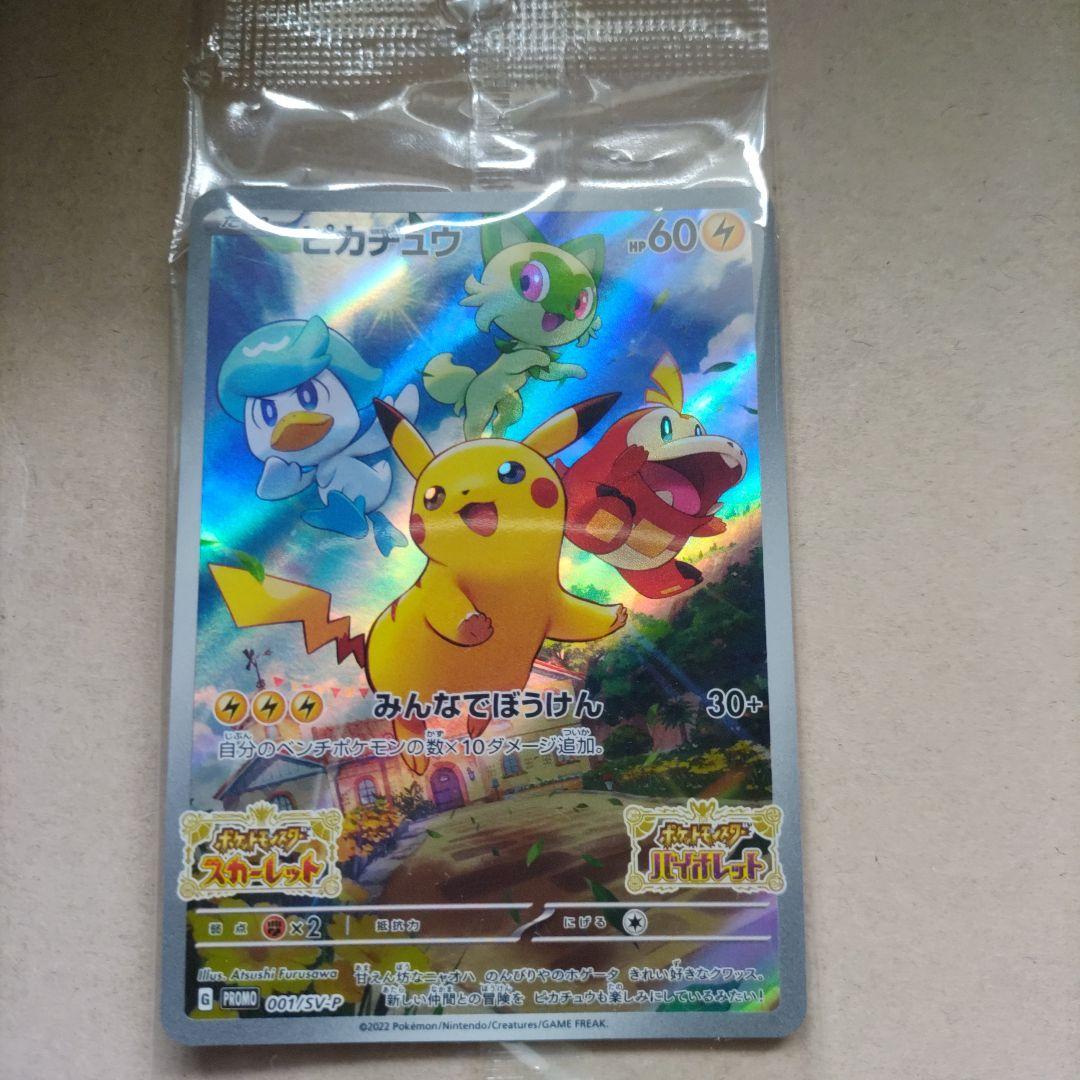 たね
ピカチュウ HP60
みんなでぼうけん 30+
自分のベンチポケモンの数×10ダメージ追加。
ポケットモンスター スカーレット
ポケットモンスター バイオレット
弱点 ×2 抵抗力 にげる
Illus. Atsushi Furusawa
甘えん坊なニャオハ のんびりやのホゲータ きれい好きなクワッス。
新しい仲間との冒険を ピカチュウも楽しみにしているみたい!
G PROMO 001/SV-P
©2022 Pokémon/Nintendo/Creatures/GAME FREAK.